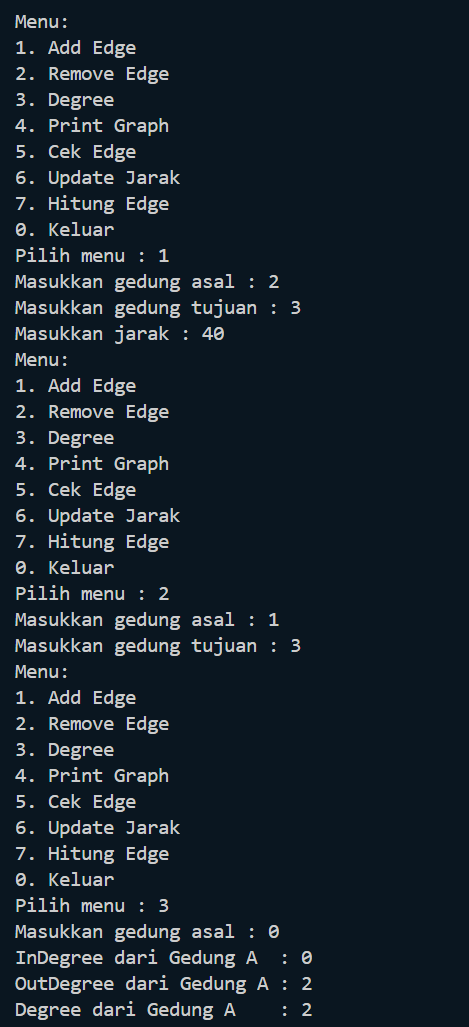 Menu:
1. Add Edge
2. Remove Edge
3. Degree
4. Print Graph
5. Cek Edge
6. Update Jarak
7. Hitung Edge
0. Keluar
Pilih menu : 1
Masukkan gedung asal : 2
Masukkan gedung tujuan : 3
Masukkan jarak : 40
Menu:
1. Add Edge
2. Remove Edge
3. Degree
4. Print Graph
5. Cek Edge
6. Update Jarak
7. Hitung Edge
0. Keluar
Pilih menu : 2
Masukkan gedung asal : 1
Masukkan gedung tujuan : 3
Menu:
1. Add Edge
2. Remove Edge
3. Degree
4. Print Graph
5. Cek Edge
6. Update Jarak
7. Hitung Edge
0. Keluar
Pilih menu : 3
Masukkan gedung asal : 0
InDegree dari Gedung A  : 0
OutDegree dari Gedung A : 2
Degree dari Gedung A    : 2